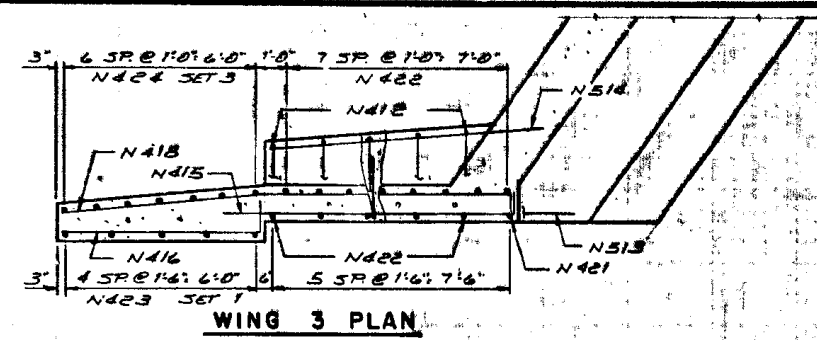 3" 6 SP. @ 1'-0"= 6'-0" 1'-0" 7 SP. @ 1'-0"= 7'-0"
N424 SET 3 N422
N412 N514
N418
N415
N416 N422 N513
N421
3" 4 SP. @ 1'-6"= 6'-0" 6" 5 SP. @ 1'-6"= 7'-6"
N423 SET 1
WING 3 PLAN